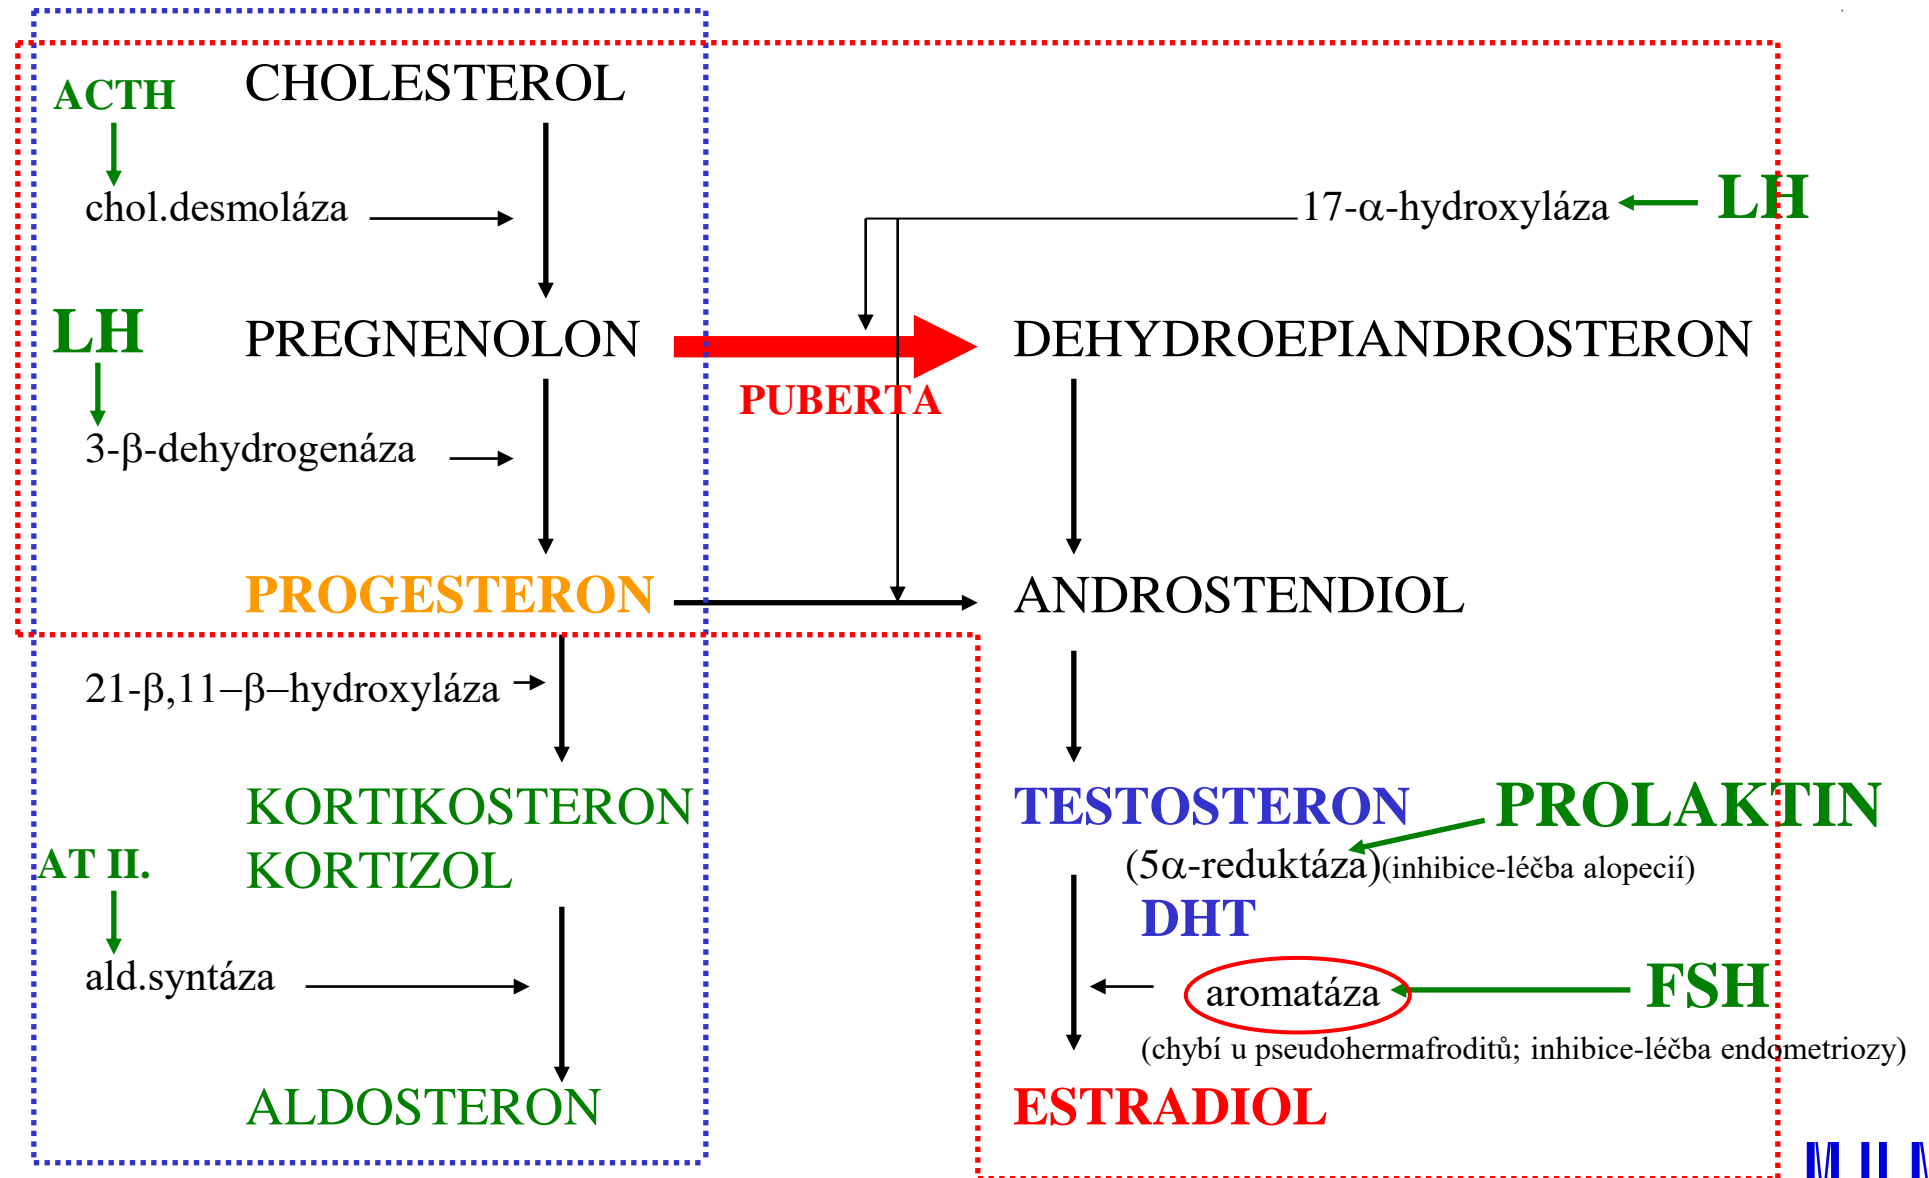 CHOLESTEROL
ACTH
chol.desmoláza
17-α-hydroxyláza
LH
LH
PREGNENOLON
DEHYDROEPIANDROSTERON
PUBERTA
3-β-dehydrogenáza
PROGESTERON
ANDROSTENDIOL
21-β,11–β–hydroxyláza
KORTIKOSTERON
TESTOSTERON
PROLAKTIN
AT II.
KORTIZOL
(5α-reduktáza)(inhibice-léčba alopecií)
DHT
ald.syntáza
aromatáza
FSH
(chybí u pseudohermafroditů; inhibice-léčba endometriozy)
ALDOSTERON
ESTRADIOL